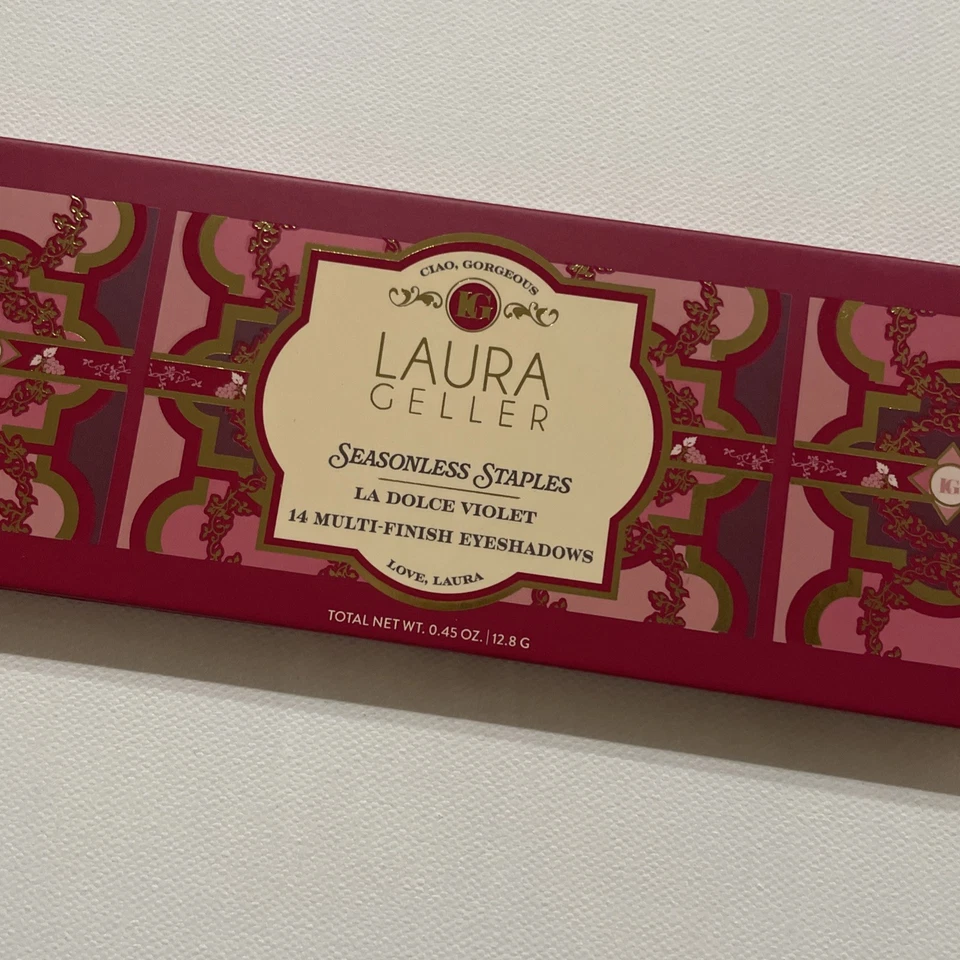 CIAO, GORGEOUS
LG
LAURA
GELLER
SEASONLESS STAPLES
LA DOLCE VIOLET
14 MULTI-FINISH EYESHADOWS
LOVE, LAURA
TOTAL NET WT. 0.45 OZ. | 12.8 G
LG